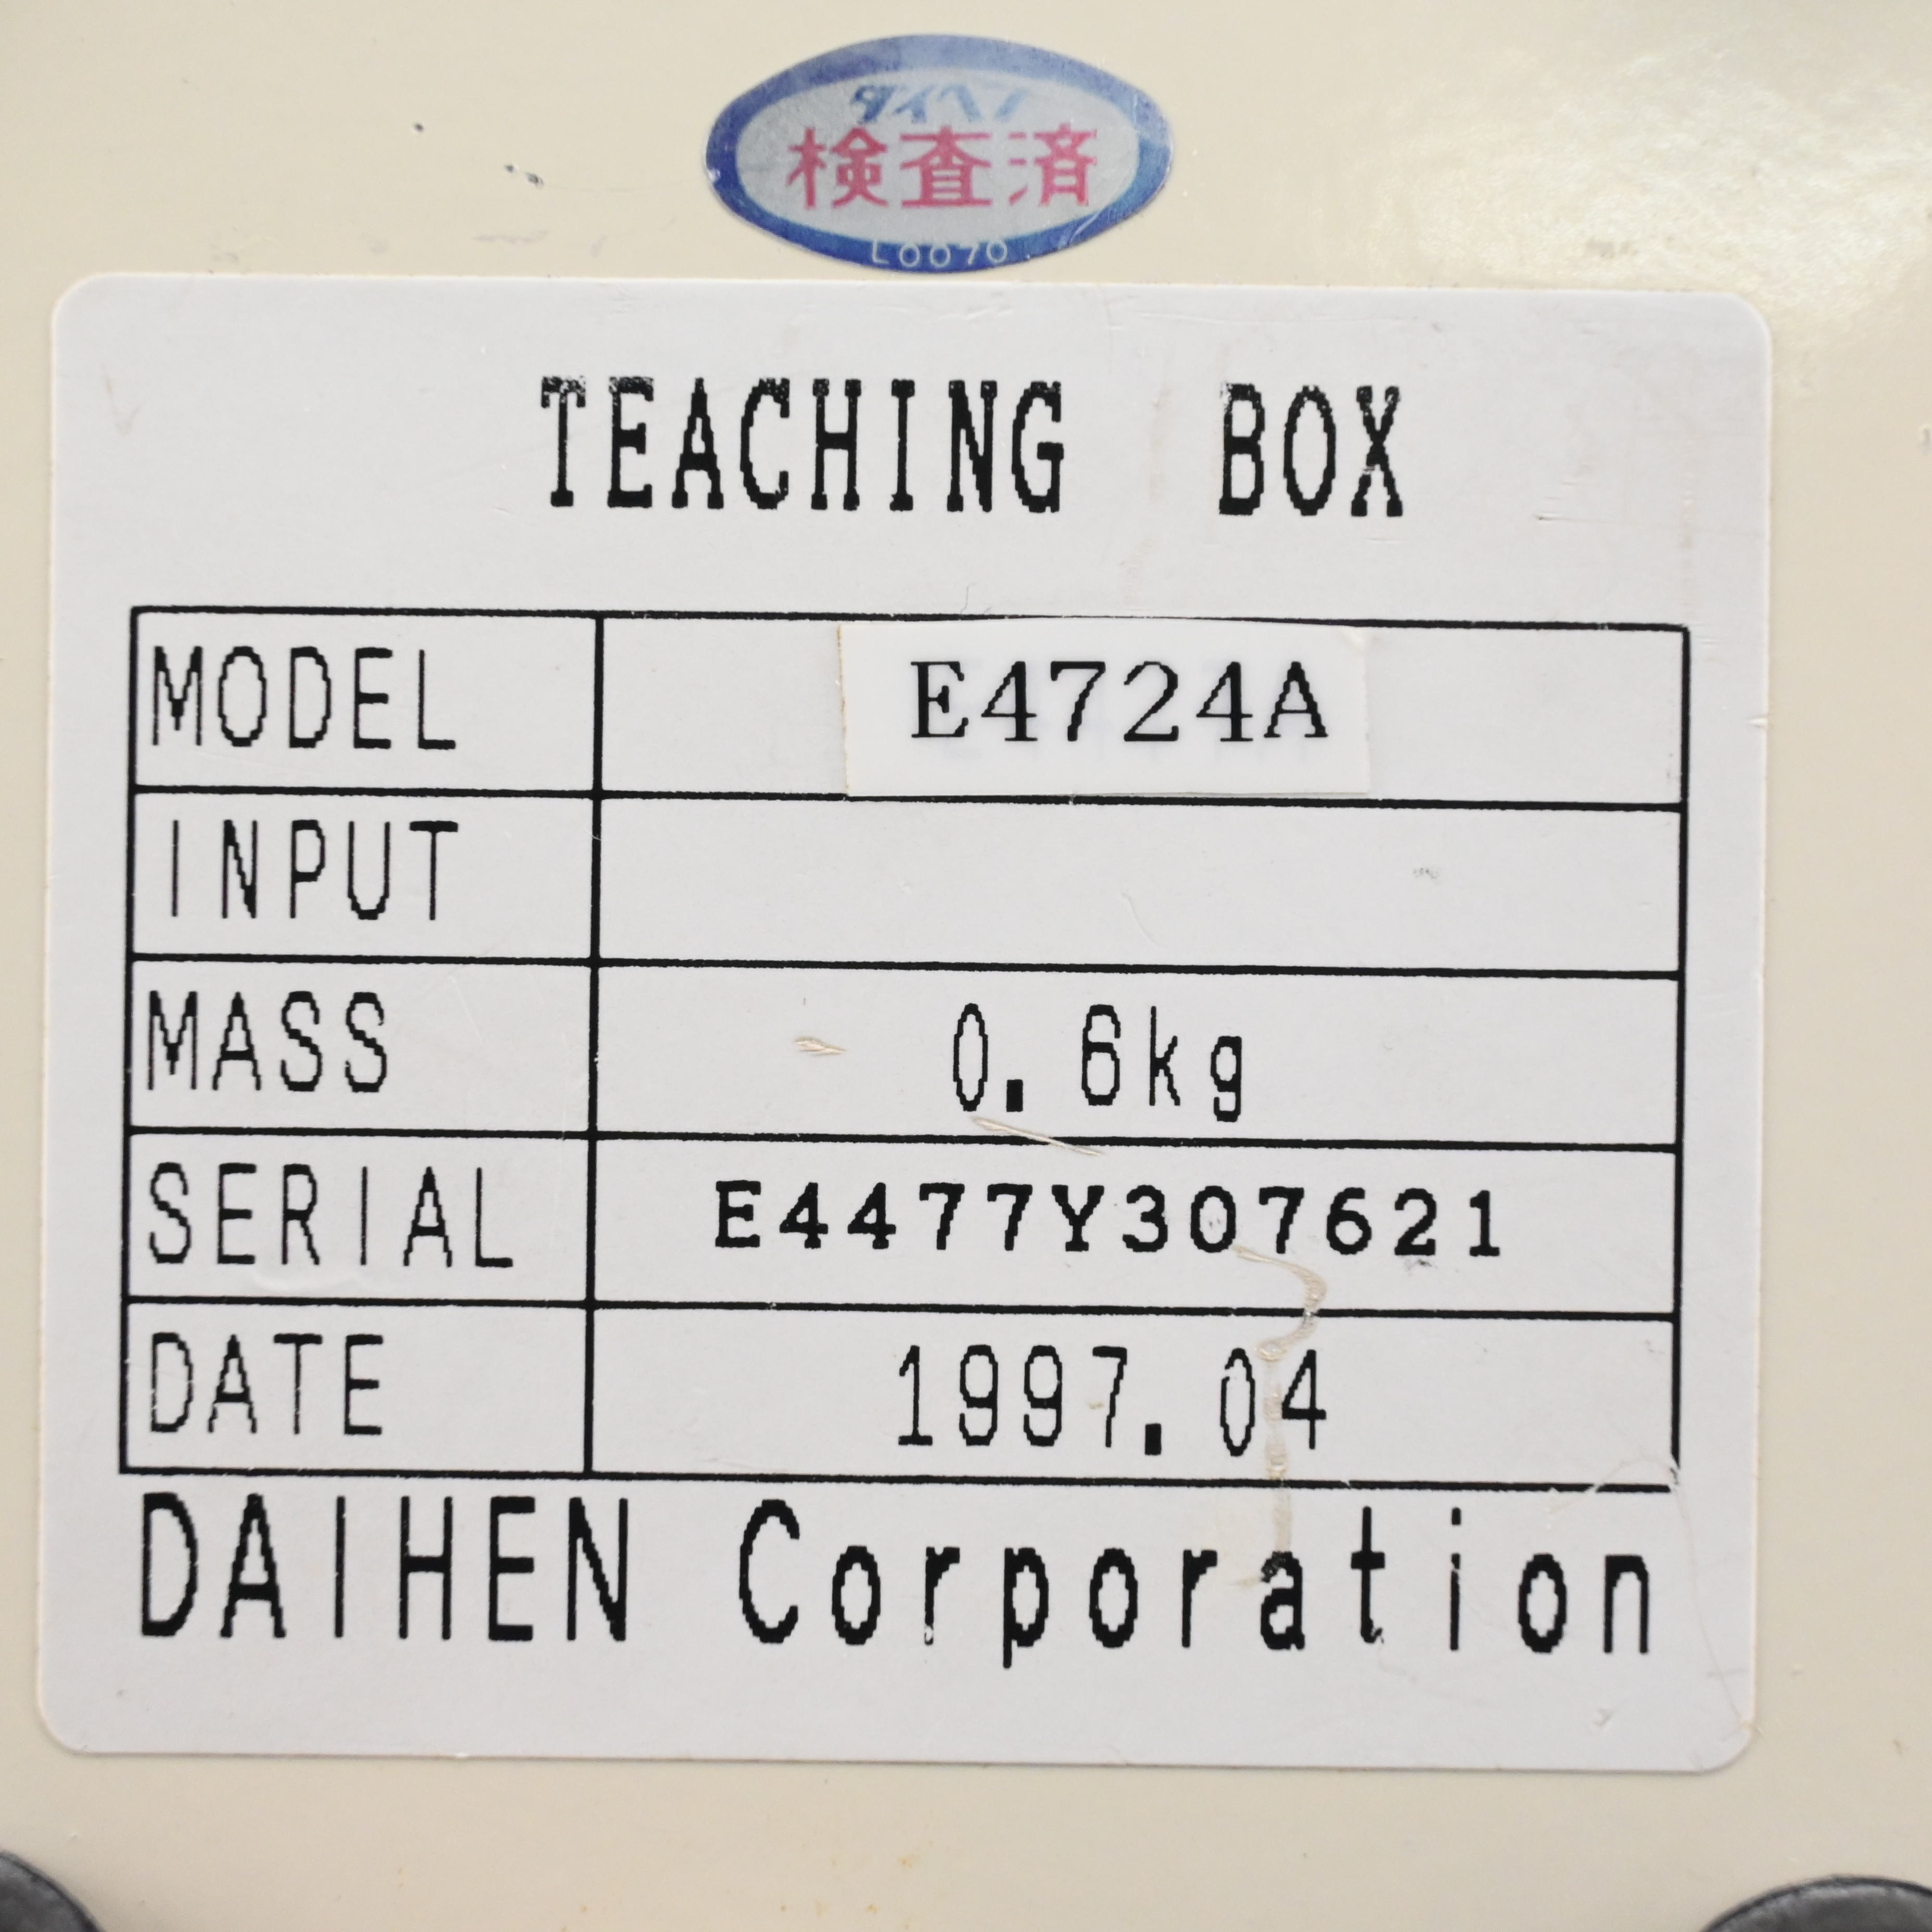 ダイヘン
検査済
L0070
TEACHING BOX
MODEL E4724A
INPUT
MASS 0.6kg
SERIAL E4477Y307621
DATE 1997.04
DAIHEN Corporation